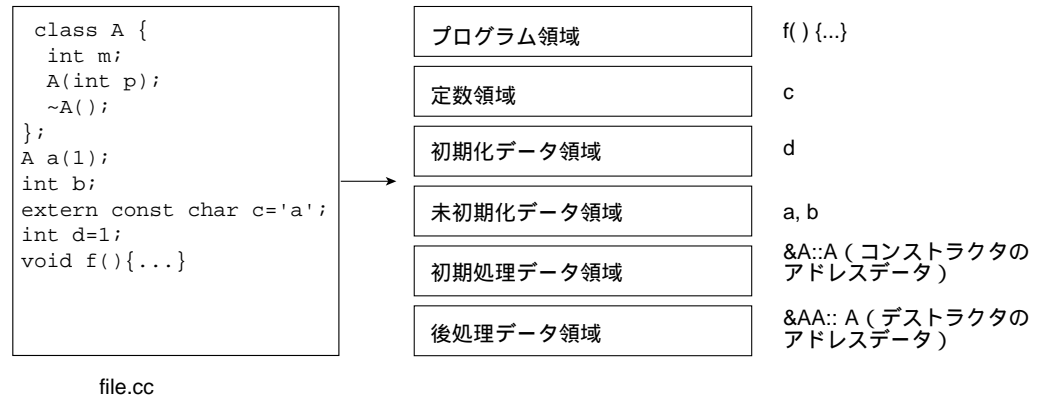 class A {
int m;
A(int p);
~A();
};
A a(1);
int b;
extern const char c='a';
int d=1;
void f(){...}
file.cc
プログラム領域
f( ) {...}
定数領域
c
初期化データ領域
d
未初期化データ領域
a, b
初期処理データ領域
&A::A ( コンストラクタの
アドレスデータ )
後処理データ領域
&AA:: A ( デストラクタの
アドレスデータ )